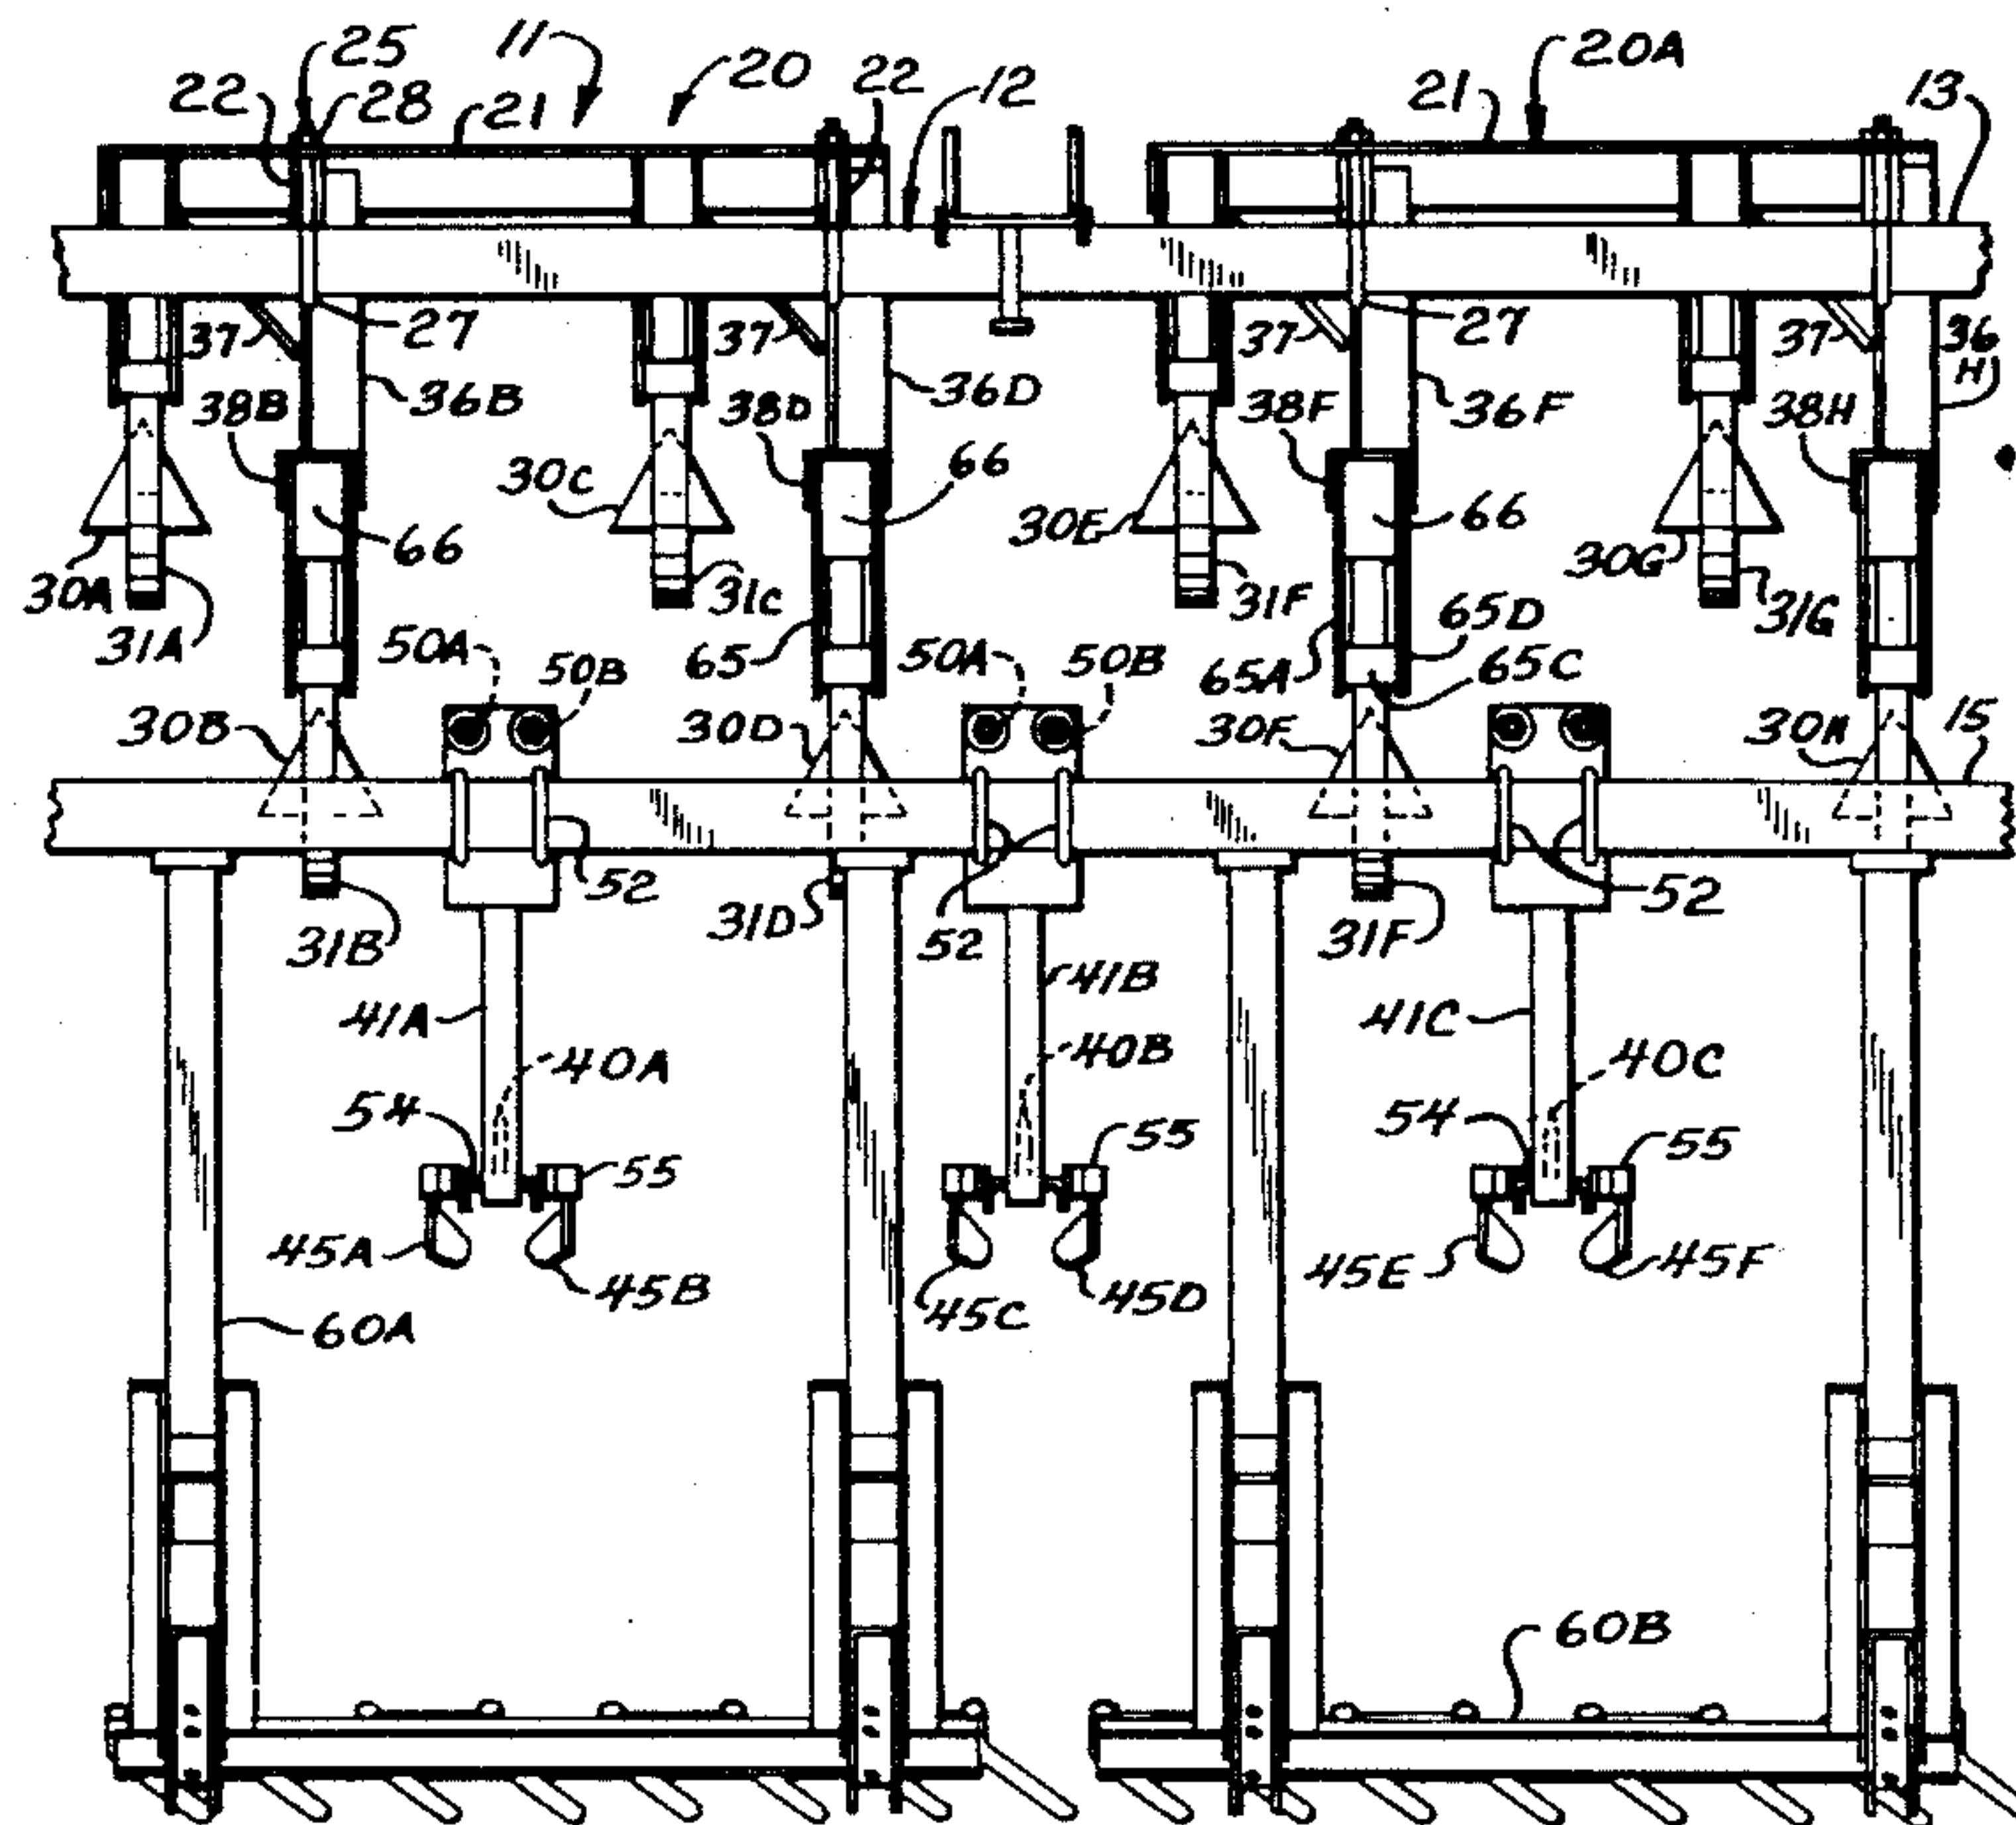 25 11 20 22 12 20A
22 28 21 21 13
37 27 37 37 27 37 36
H
38B 36B 38D 36D 38F 36F 38H
30C 66 66
66 30E 30G
30A 31C 31F 31G
31A 50A 50B 65 50A 50B 65A 65D
65C
30B 30D 30F 30H 15
52 52
31B 31D 52 31F
41A 41B 41C
40A 40B 40C
54 55 55 54 55
45A 45B 45C 45D 45E 45F
60A
60B